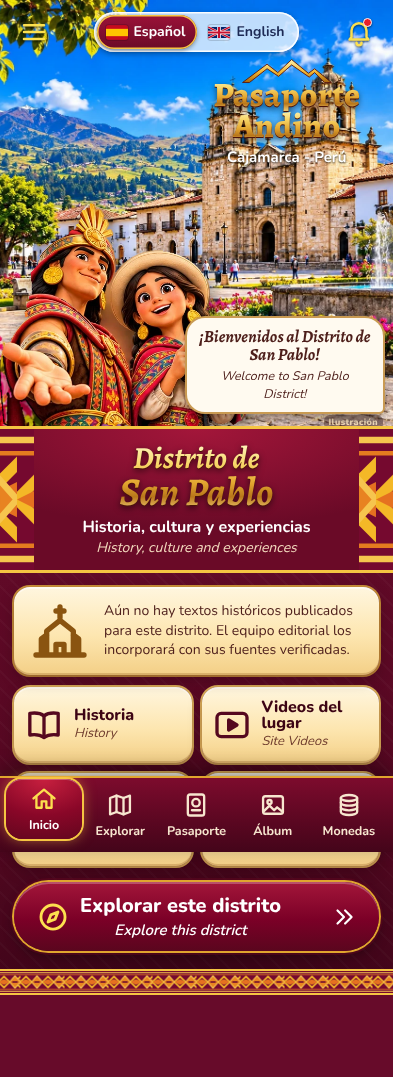 Español
English
Pasaporte
Andino
Cajamarca - Perú
¡Bienvenidos al Distrito de
San Pablo!
Welcome to San Pablo
District!
Ilustración
Distrito de
San Pablo
Historia, cultura y experiencias
History, culture and experiences
Aún no hay textos históricos publicados
para este distrito. El equipo editorial los
incorporará con sus fuentes verificadas.
Historia
History
Videos del
lugar
Site Videos
Inicio
Explorar
Pasaporte
Álbum
Monedas
Explorar este distrito
Explore this district